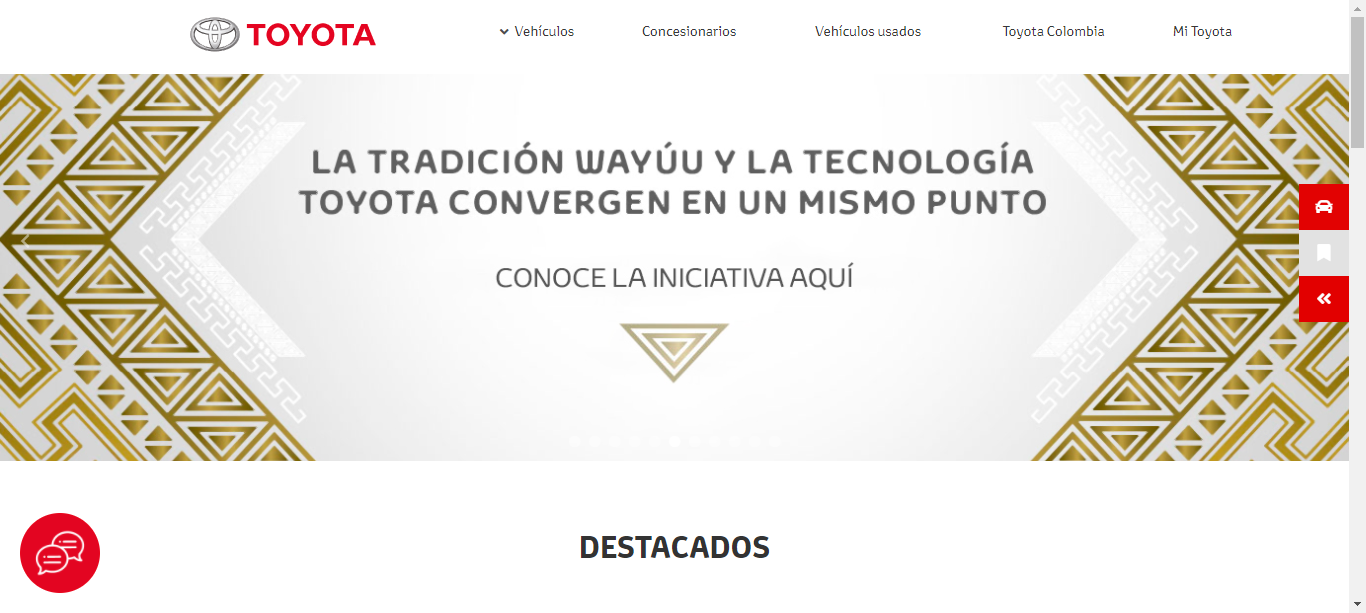 TOYOTA
Vehículos
Concesionarios
Vehículos usados
Toyota Colombia
Mi Toyota
LA TRADICIÓN WAYÚU Y LA TECNOLOGÍA
TOYOTA CONVERGEN EN UN MISMO PUNTO
CONOCE LA INICIATIVA AQUÍ
DESTACADOS